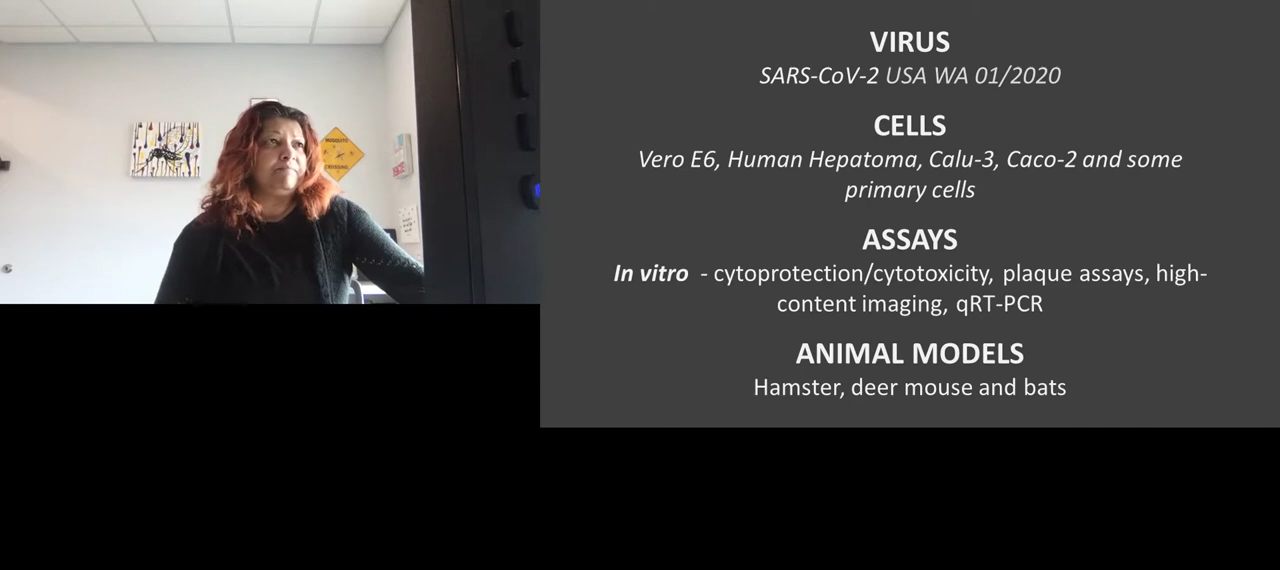 MOSQUITO
CROSSING
VIRUS
SARS-CoV-2 USA WA 01/2020
CELLS
Vero E6, Human Hepatoma, Calu-3, Caco-2 and some
primary cells
ASSAYS
In vitro - cytoprotection/cytotoxicity, plaque assays, high-
content imaging, qRT-PCR
ANIMAL MODELS
Hamster, deer mouse and bats